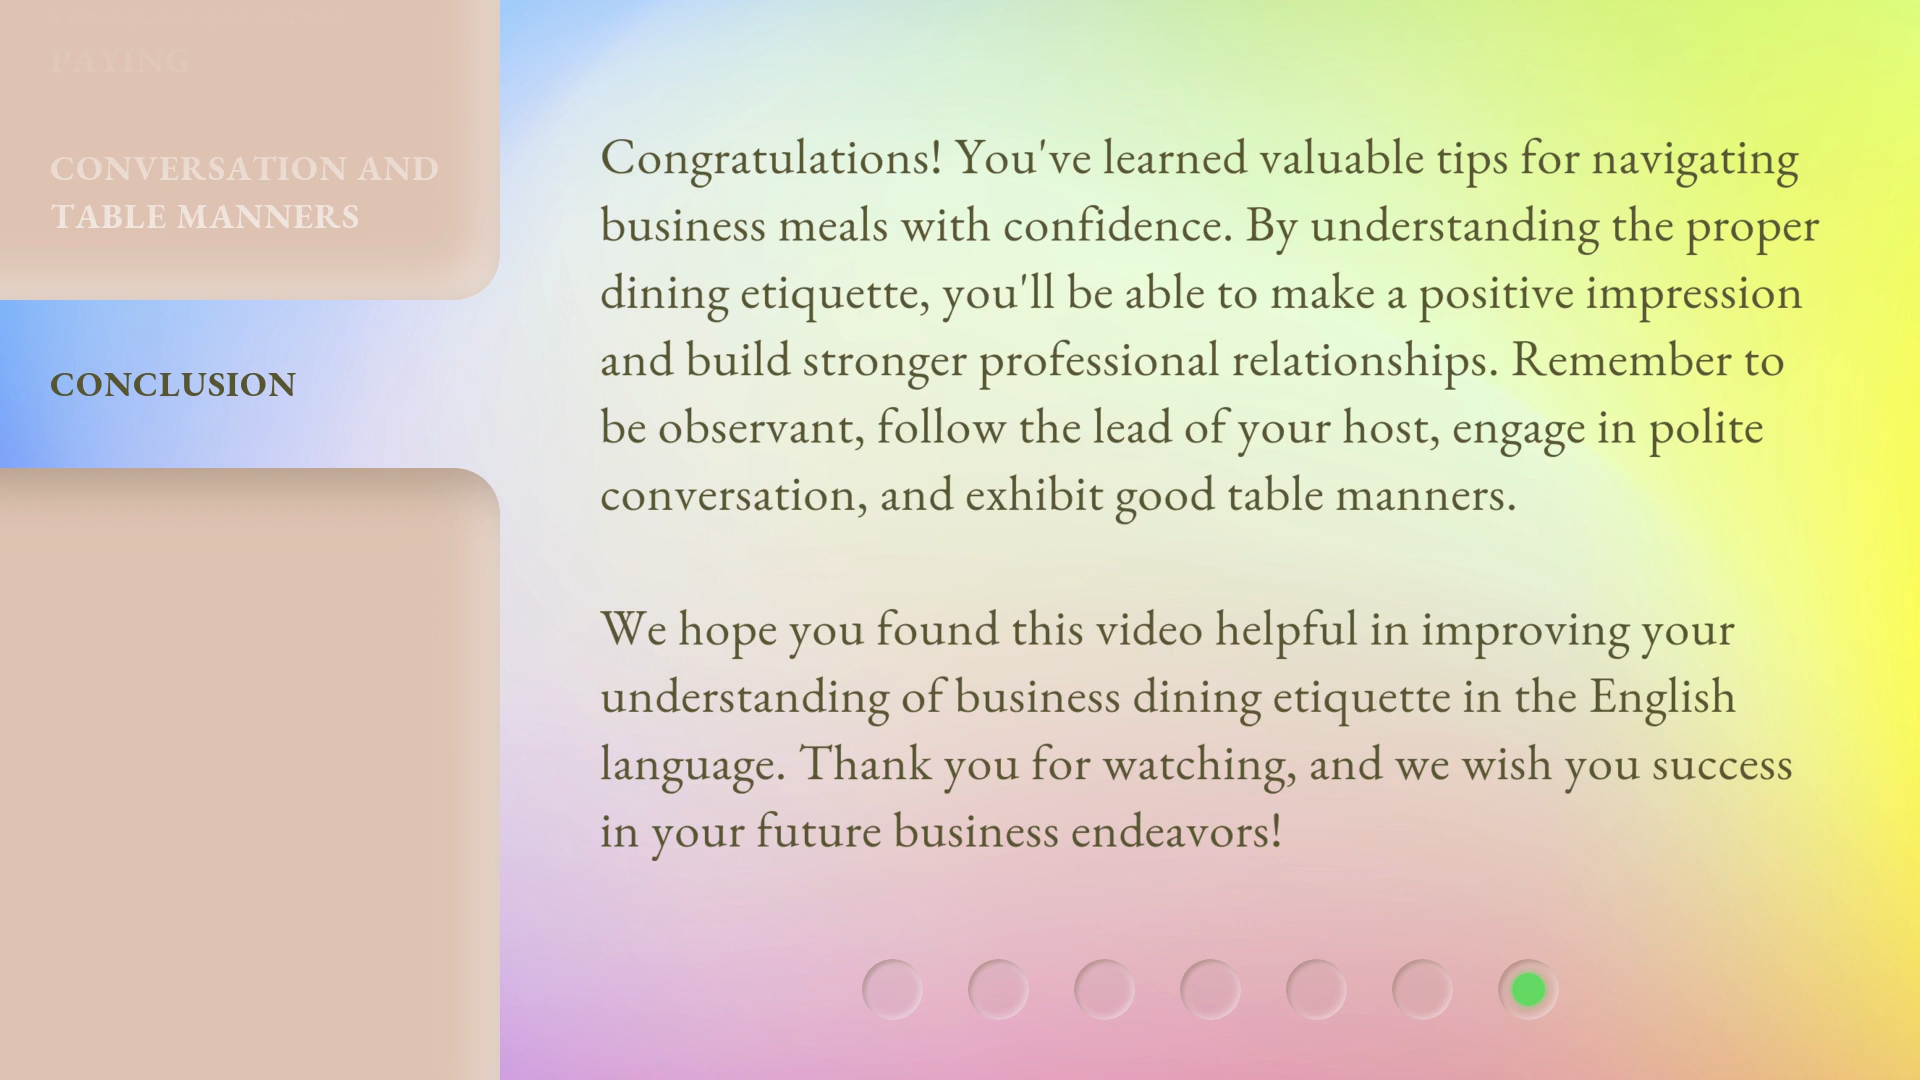 PAYING
CONVERSATION AND
TABLE MANNERS
CONCLUSION
Congratulations! You've learned valuable tips for navigating
business meals with confidence. By understanding the proper
dining etiquette, you'll be able to make a positive impression
and build stronger professional relationships. Remember to
be observant, follow the lead of your host, engage in polite
conversation, and exhibit good table manners.
We hope you found this video helpful in improving your
understanding of business dining etiquette in the English
language. Thank you for watching, and we wish you success
in your future business endeavors!